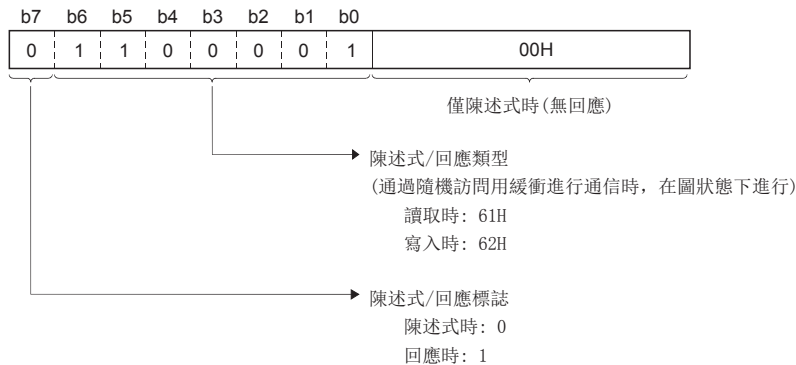 b7 b6 b5 b4 b3 b2 b1 b0
0 1 1 0 0 0 0 1 00H
僅陳述式時(無回應)
陳述式/回應類型
(通過隨機訪問用緩衝進行通信時, 在圖狀態下進行)
讀取時: 61H
寫入時: 62H
陳述式/回應標誌
陳述式時: 0
回應時: 1